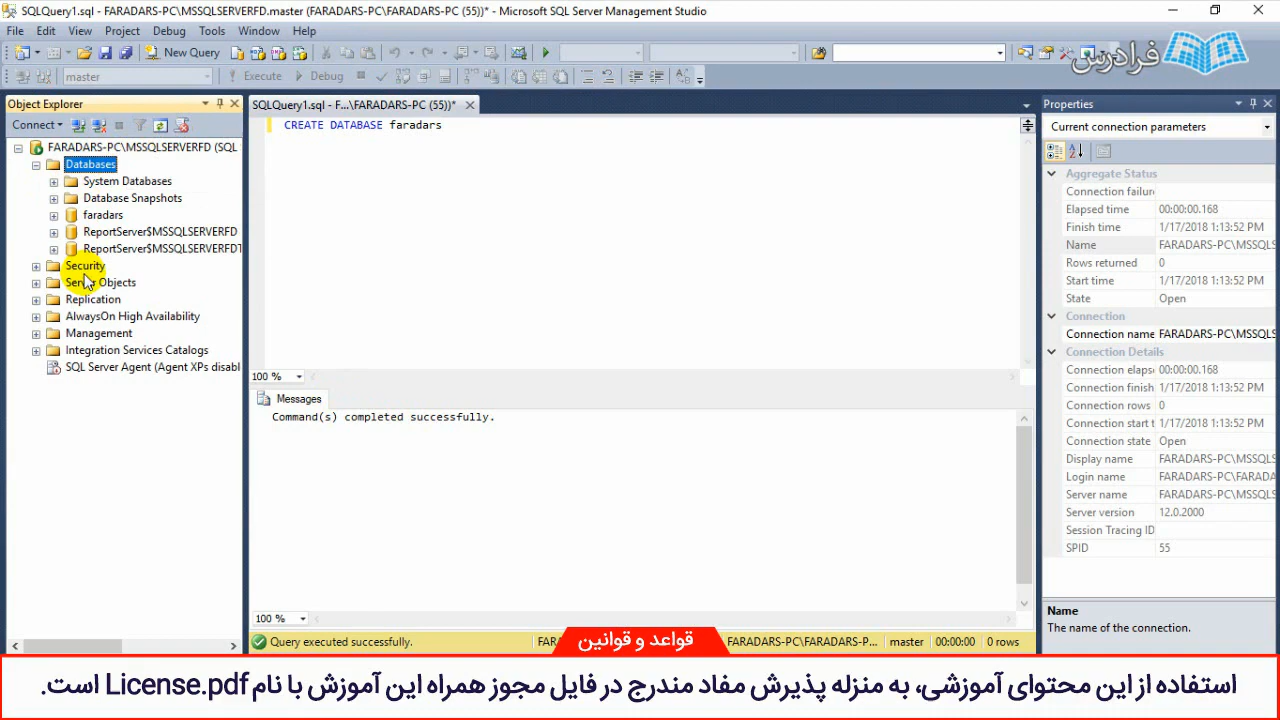 SQLQuery1.sql - FARADARS-PC\MSSQLSERVERFD.master (FARADARS-PC\FARADARS-PC (55))* - Microsoft SQL Server Management Studio
File Edit View Project Debug Tools Window Help
New Query
فرادرس
master Execute Debug
Object Explorer
Connect
FARADARS-PC\MSSQLSERVERFD (SQL
Databases
System Databases
Database Snapshots
faradars
ReportServer$MSSQLSERVERFD
ReportServer$MSSQLSERVERFDT
Security
Server Objects
Replication
AlwaysOn High Availability
Management
Integration Services Catalogs
SQL Server Agent (Agent XPs disabl
SQLQuery1.sql - F...\FARADARS-PC (55))*
CREATE DATABASE faradars
100 %
Messages
Command(s) completed successfully.
100 %
Query executed successfully. FAR FARADARS-PC\FARADARS-P... master 00:00:00 0 rows
Properties
Current connection parameters
Aggregate Status
Connection failure
Elapsed time 00:00:00.168
Finish time 1/17/2018 1:13:52 PM
Name FARADARS-PC\MSSQLS
Rows returned 0
Start time 1/17/2018 1:13:52 PM
State Open
Connection
Connection name FARADARS-PC\MSSQLS
Connection Details
Connection elaps 00:00:00.168
Connection finish 1/17/2018 1:13:52 PM
Connection rows 0
Connection start t 1/17/2018 1:13:52 PM
Connection state Open
Display name FARADARS-PC\MSSQLS
Login name FARADARS-PC\FARADA
Server name FARADARS-PC\MSSQLS
Server version 12.0.2000
Session Tracing ID
SPID 55
Name
The name of the connection.
قواعد و قوانین
استفاده از این محتوای آموزشی، به منزله پذیرش مفاد مندرج در فایل مجوز همراه این آموزش با نام License.pdf است.